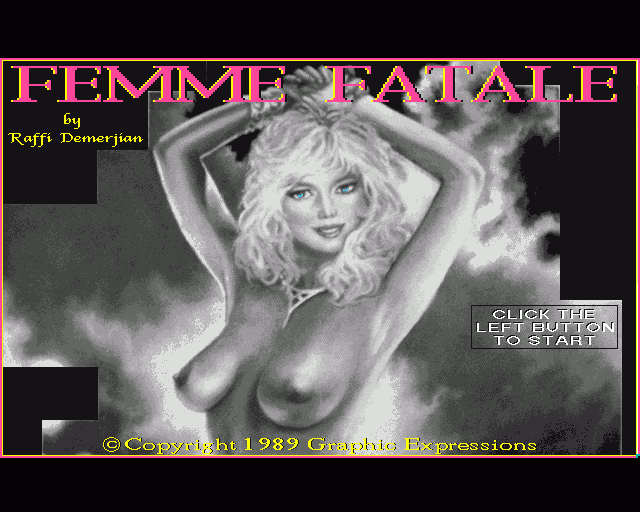 FEMME FATALE
by
Raffi Demerjian
CLICK THE
LEFT BUTTON
TO START
©Copyright 1989 Graphic Expressions